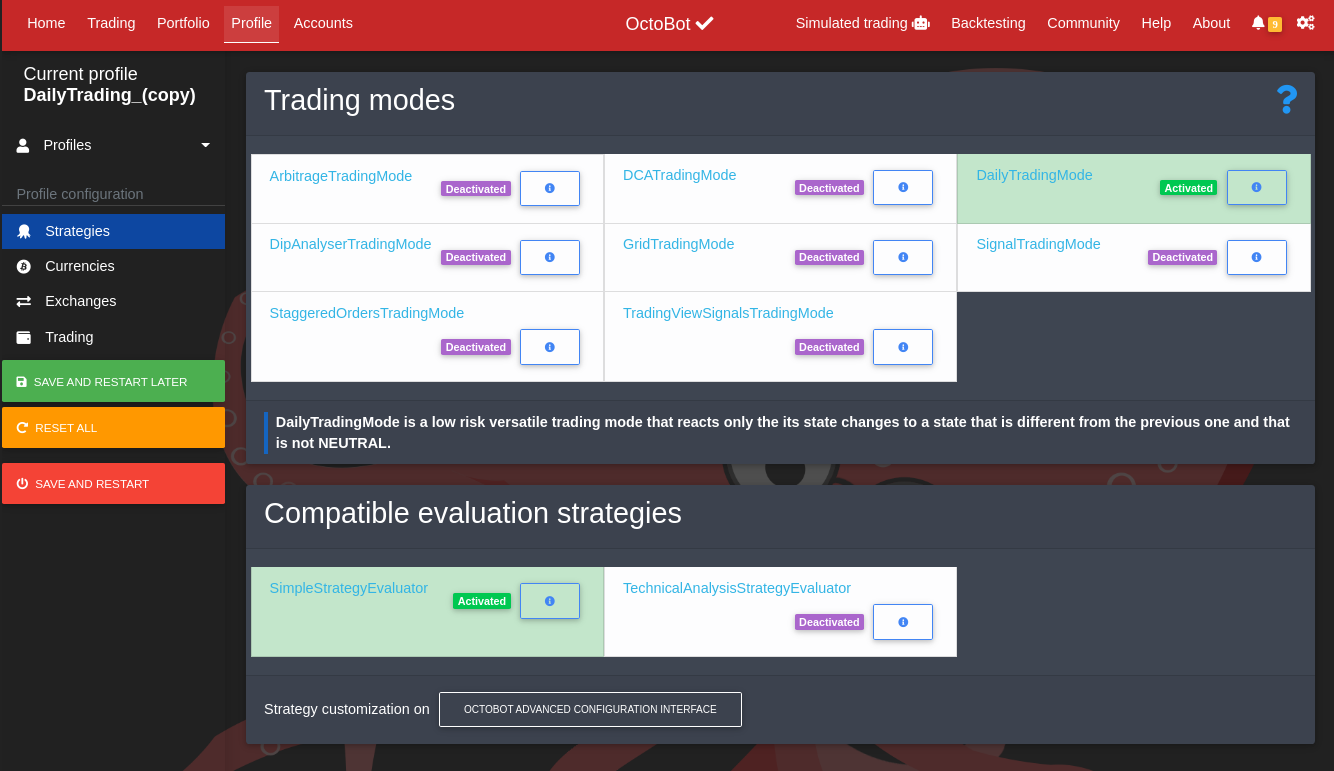 Home Trading Portfolio Profile Accounts OctoBot Simulated trading Backtesting Community Help About 9
Current profile
DailyTrading_(copy)
Profiles
Profile configuration
Strategies
Currencies
Exchanges
Trading
SAVE AND RESTART LATER
RESET ALL
SAVE AND RESTART
Trading modes ?
ArbitrageTradingMode Deactivated
DCATradingMode Deactivated
DailyTradingMode Activated
DipAnalyserTradingMode Deactivated
GridTradingMode Deactivated
SignalTradingMode Deactivated
StaggeredOrdersTradingMode
Deactivated
TradingViewSignalsTradingMode
Deactivated
DailyTradingMode is a low risk versatile trading mode that reacts only the its state changes to a state that is different from the previous one and that
is not NEUTRAL.
Compatible evaluation strategies
SimpleStrategyEvaluator Activated
TechnicalAnalysisStrategyEvaluator
Deactivated
Strategy customization on OCTOBOT ADVANCED CONFIGURATION INTERFACE